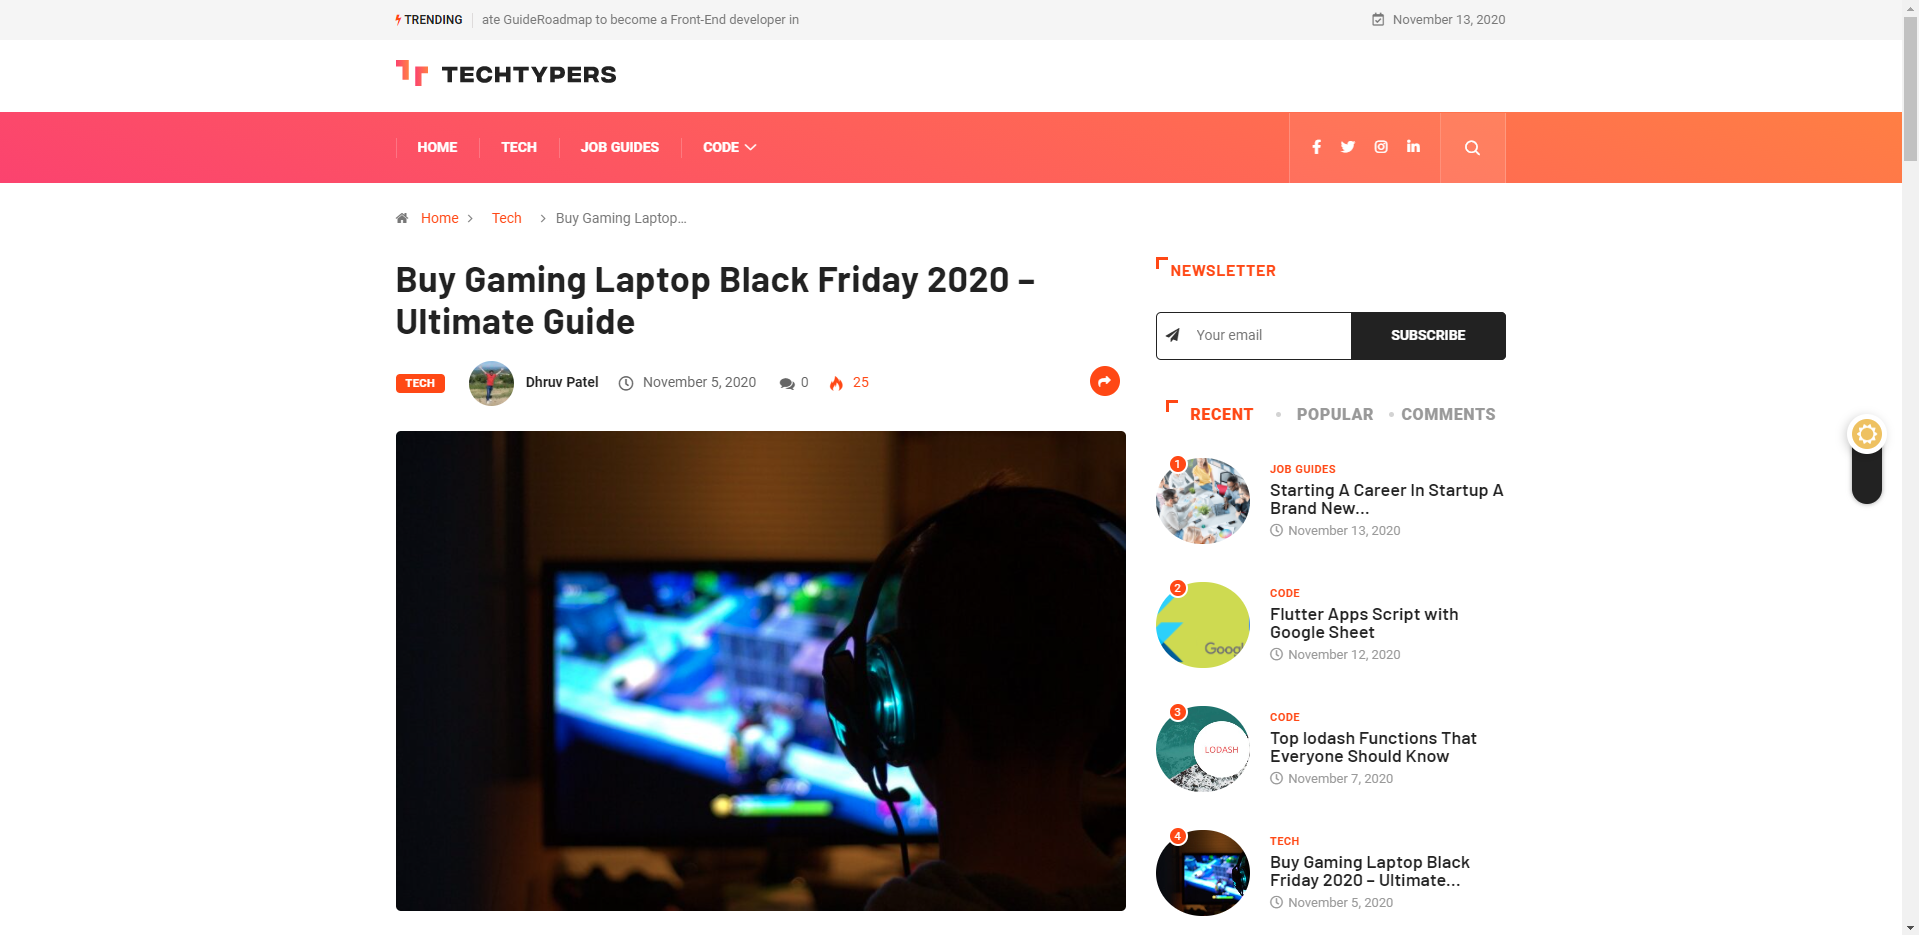 TRENDING
ate GuideRoadmap to become a Front-End developer in
November 13, 2020
TECHTYPERS
HOME
TECH
JOB GUIDES
CODE
Home
Tech
Buy Gaming Laptop...
Buy Gaming Laptop Black Friday 2020 –
Ultimate Guide
TECH
Dhruv Patel
November 5, 2020
0
25
NEWSLETTER
Your email
SUBSCRIBE
RECENT
POPULAR
COMMENTS
1
JOB GUIDES
Starting A Career In Startup A
Brand New...
November 13, 2020
2
Googl
CODE
Flutter Apps Script with
Google Sheet
November 12, 2020
3
LODASH
CODE
Top lodash Functions That
Everyone Should Know
November 7, 2020
4
TECH
Buy Gaming Laptop Black
Friday 2020 – Ultimate...
November 5, 2020